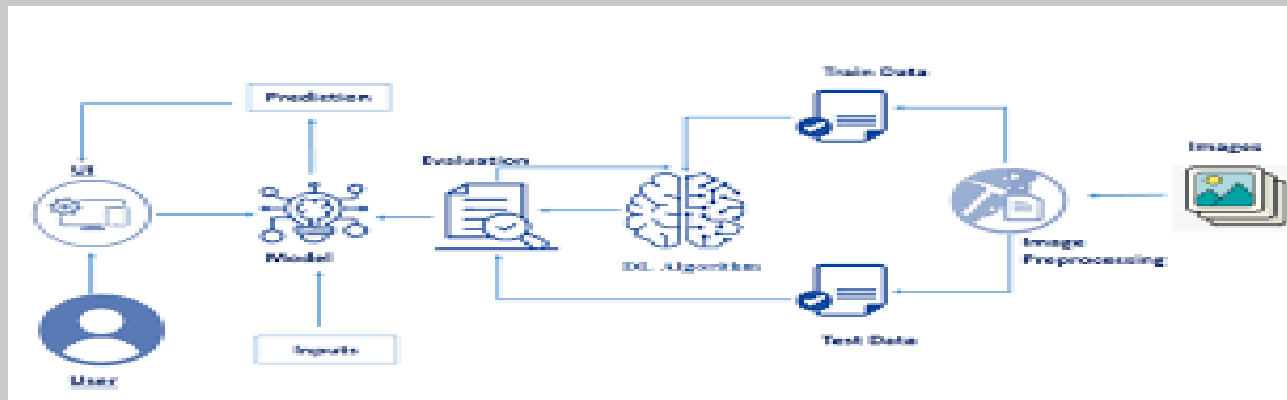 Train Data
Prediction
Images
Evaluation
UI
Image
Preprocessing
Model
DL Algorithm
Test Data
Inputs
User